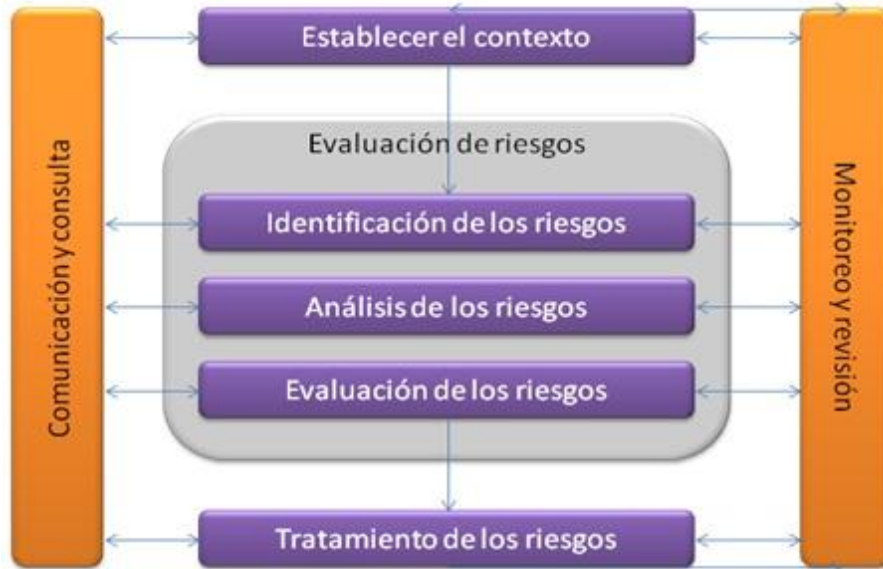 Establecer el contexto
Comunicación y consulta
Evaluación de riesgos
Identificación de los riesgos
Análisis de los riesgos
Evaluación de los riesgos
Monitoreo y revisión
Tratamiento de los riesgos